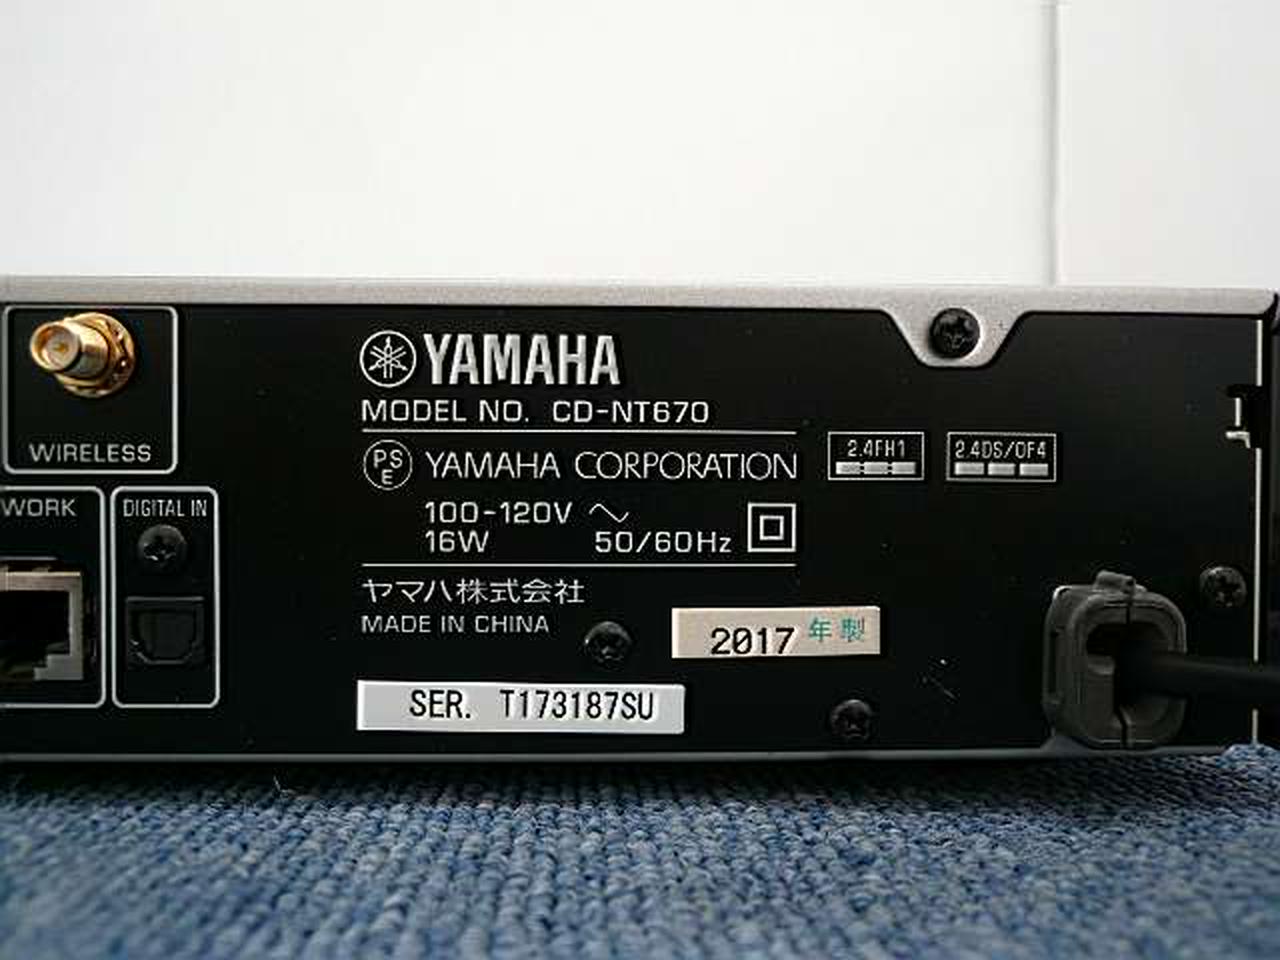 YAMAHA
MODEL NO. CD-NT670
WIRELESS
PSE YAMAHA CORPORATION
2.4FH1
2.4DS/OF4
WORK
DIGITAL IN
100-120V
16W 50/60Hz
ヤマハ株式会社
MADE IN CHINA
2017 年製
SER. T173187SU